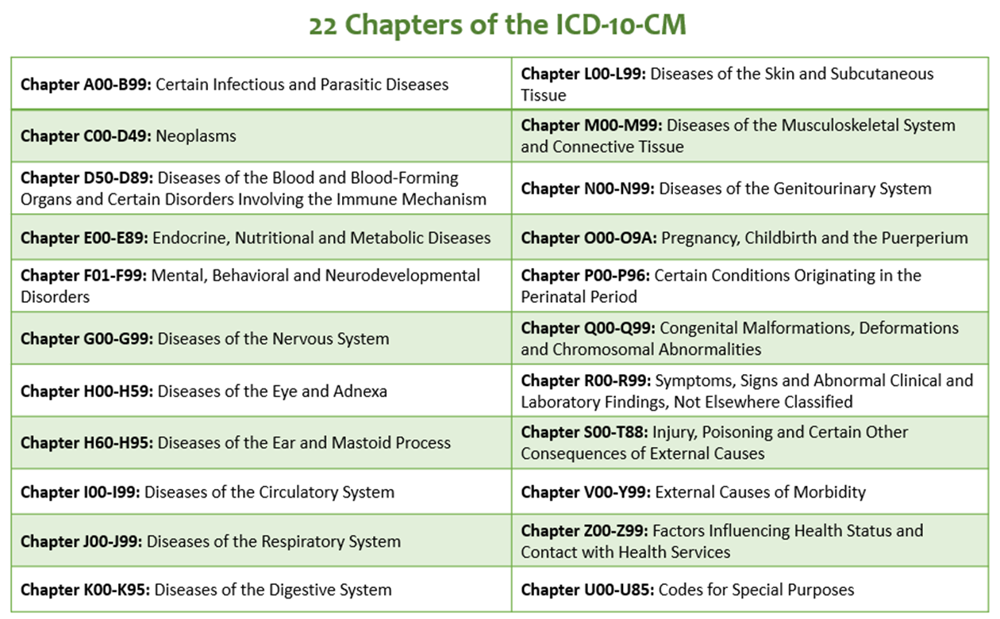 22 Chapters of the ICD-10-CM
Chapter A00-B99: Certain Infectious and Parasitic Diseases
Chapter L00-L99: Diseases of the Skin and Subcutaneous
Tissue
Chapter C00-D49: Neoplasms
Chapter M00-M99: Diseases of the Musculoskeletal System
and Connective Tissue
Chapter D50-D89: Diseases of the Blood and Blood-Forming
Organs and Certain Disorders Involving the Immune Mechanism
Chapter N00-N99: Diseases of the Genitourinary System
Chapter E00-E89: Endocrine, Nutritional and Metabolic Diseases
Chapter O00-O9A: Pregnancy, Childbirth and the Puerperium
Chapter F01-F99: Mental, Behavioral and Neurodevelopmental
Disorders
Chapter P00-P96: Certain Conditions Originating in the
Perinatal Period
Chapter G00-G99: Diseases of the Nervous System
Chapter Q00-Q99: Congenital Malformations, Deformations
and Chromosomal Abnormalities
Chapter H00-H59: Diseases of the Eye and Adnexa
Chapter R00-R99: Symptoms, Signs and Abnormal Clinical and
Laboratory Findings, Not Elsewhere Classified
Chapter H60-H95: Diseases of the Ear and Mastoid Process
Chapter S00-T88: Injury, Poisoning and Certain Other
Consequences of External Causes
Chapter I00-I99: Diseases of the Circulatory System
Chapter V00-Y99: External Causes of Morbidity
Chapter J00-J99: Diseases of the Respiratory System
Chapter Z00-Z99: Factors Influencing Health Status and
Contact with Health Services
Chapter K00-K95: Diseases of the Digestive System
Chapter U00-U85: Codes for Special Purposes